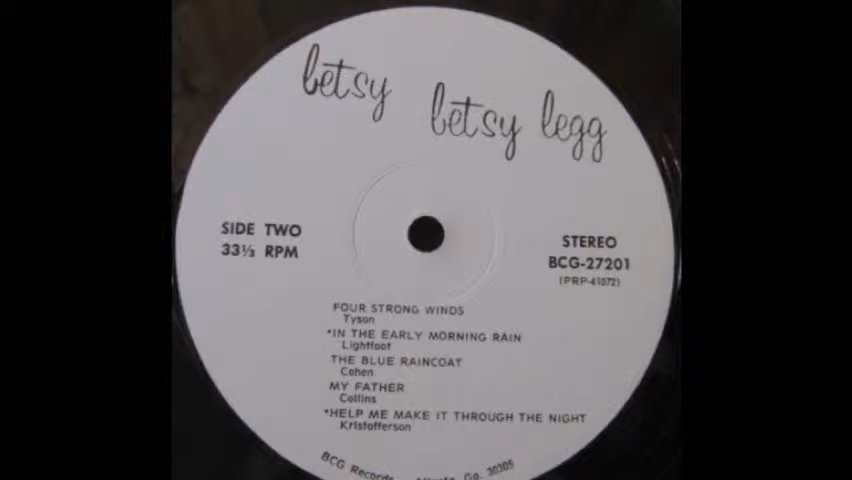 betsy
betsy legg
SIDE TWO
33⅓ RPM
STEREO
BCG-27201
(PRP-41072)
FOUR STRONG WINDS
Tyson
*IN THE EARLY MORNING RAIN
Lightfoot
THE BLUE RAINCOAT
Cohen
MY FATHER
Collins
*HELP ME MAKE IT THROUGH THE NIGHT
Kristofferson
BCG Records Ga. 30305